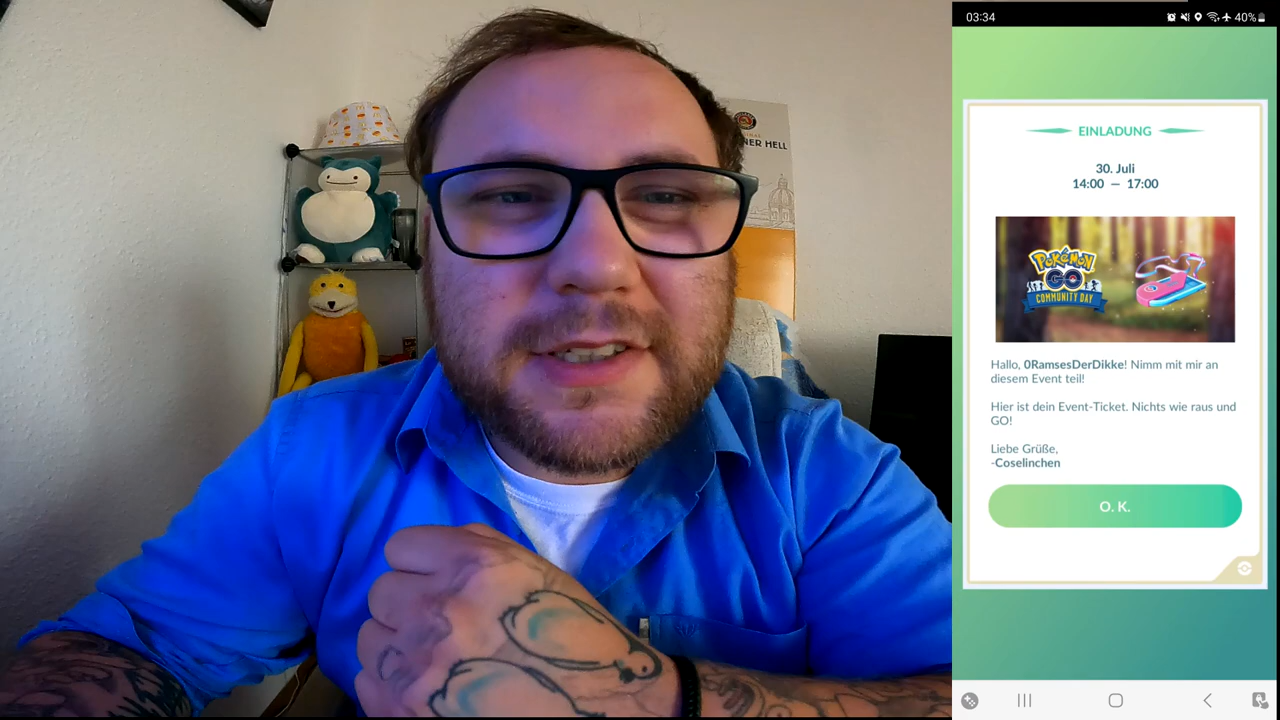 NER HELL
03:34
40%
EINLADUNG
30. Juli
14:00 — 17:00
POKÉMON
GO
COMMUNITY DAY
Hallo, 0RamsesDerDikke! Nimm mit mir an
diesem Event teil!
Hier ist dein Event-Ticket. Nichts wie raus und
GO!
Liebe Grüße,
-Coselinchen
O. K.